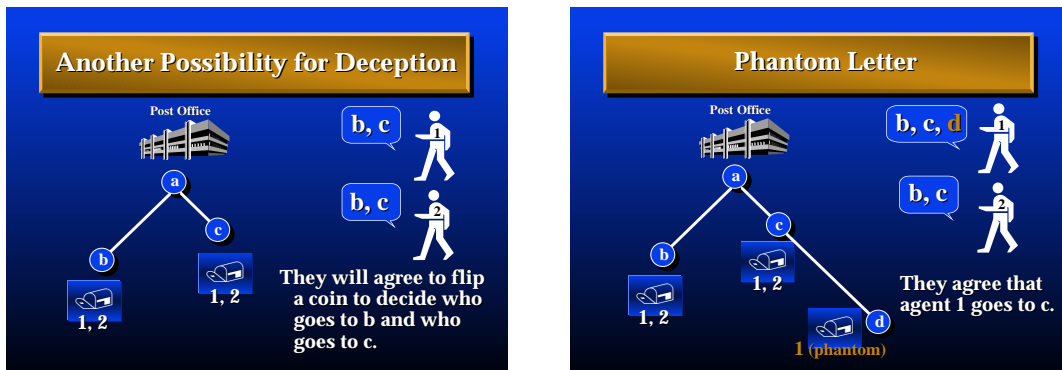 Another Possibility for Deception
Post Office
b, c
1
a
b, c
2
c
b
1, 2
1, 2
They will agree to flip
a coin to decide who
goes to b and who
goes to c.
Phantom Letter
Post Office
b, c, d
1
a
b, c
2
c
b
1, 2
1, 2
They agree that
agent 1 goes to c.
d
1 (phantom)